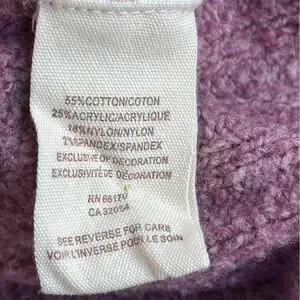 55%COTTON/COTON
25%ACRYLIC/ACRYLIQUE
18%NYLON/NYLON
2%SPANDEX/SPANDEX
EXCLUSIVE OF DECORATION
EXCLUSIVITÉ DE DÉCORATION
RN 66170
CA 32054
SEE REVERSE FOR CARE
VOIR L'INVERSE POUR LE SOIN